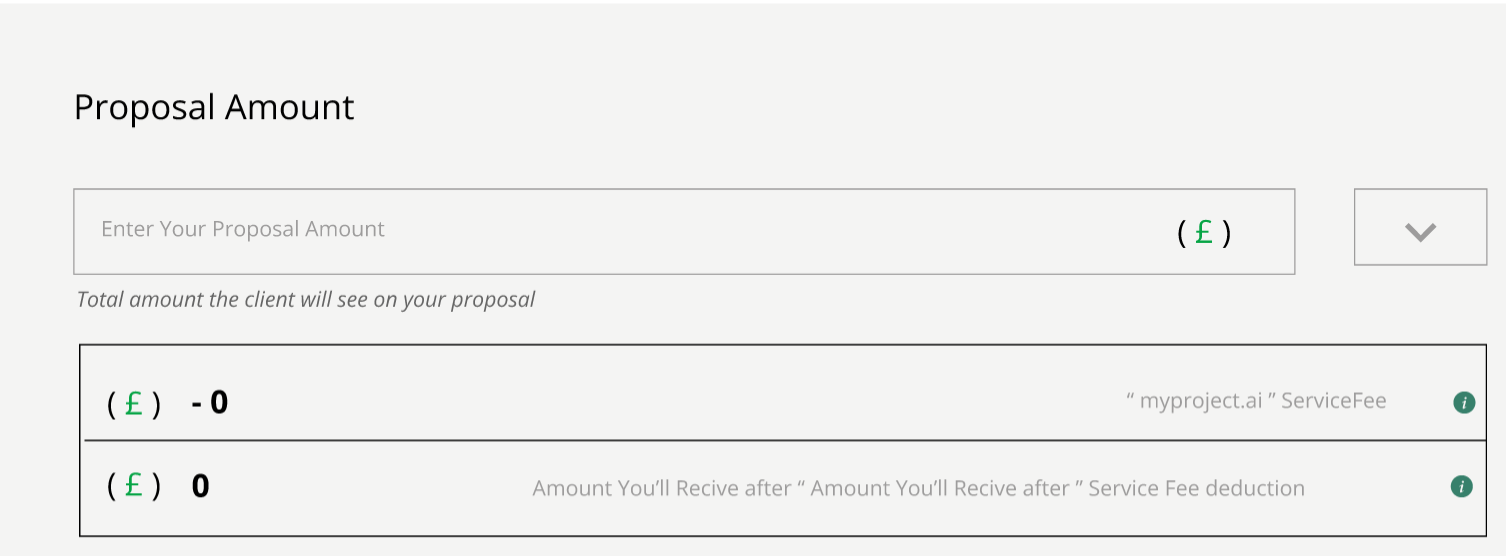 Proposal Amount
Enter Your Proposal Amount ( £ )
Total amount the client will see on your proposal
( £ ) - 0 “ myproject.ai ” ServiceFee i
( £ ) 0 Amount You’ll Recive after “ Amount You’ll Recive after ” Service Fee deduction i